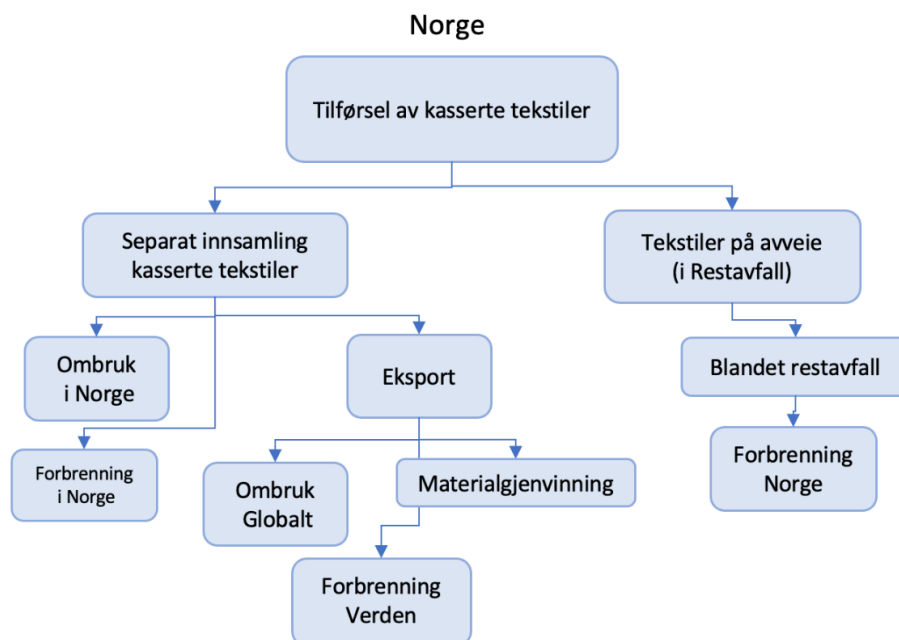 Norge
Tilførsel av kasserte tekstiler
Separat innsamling
kasserte tekstiler
Tekstiler på avveie
(i Restavfall)
Ombruk
i Norge
Eksport
Blandet restavfall
Forbrenning
i Norge
Ombruk
Globalt
Materialgjenvinning
Forbrenning
Norge
Forbrenning
Verden